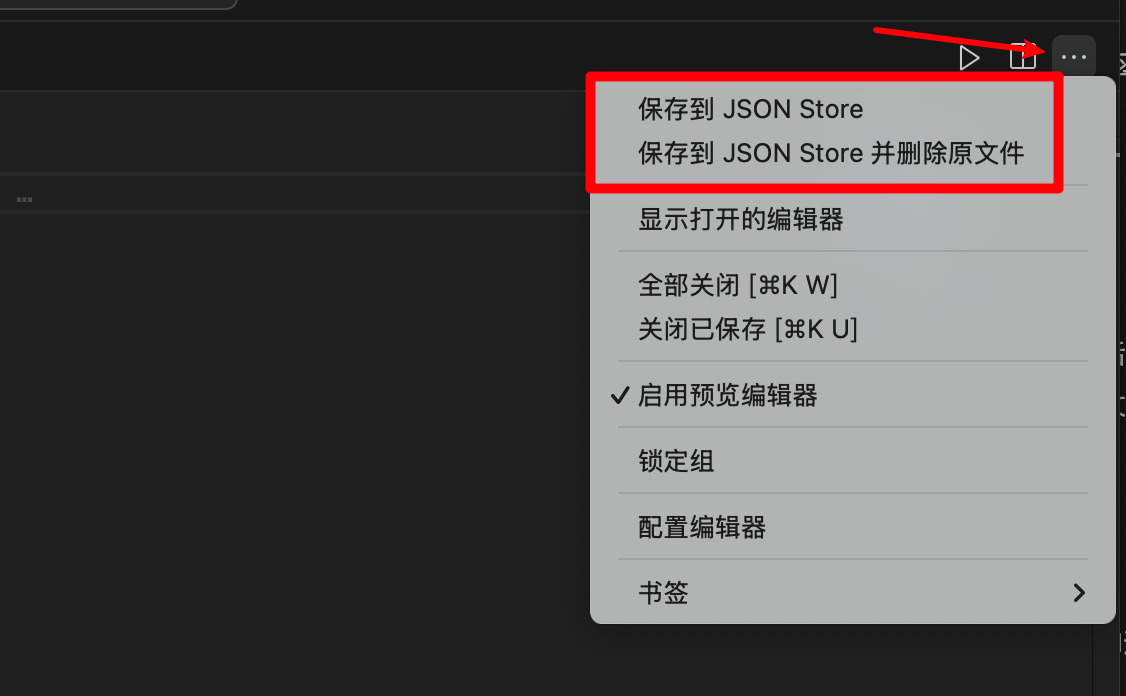 保存到 JSON Store
保存到 JSON Store 并删除原文件
显示打开的编辑器
全部关闭 [⌘K W]
关闭已保存 [⌘K U]
启用预览编辑器
锁定组
配置编辑器
书签